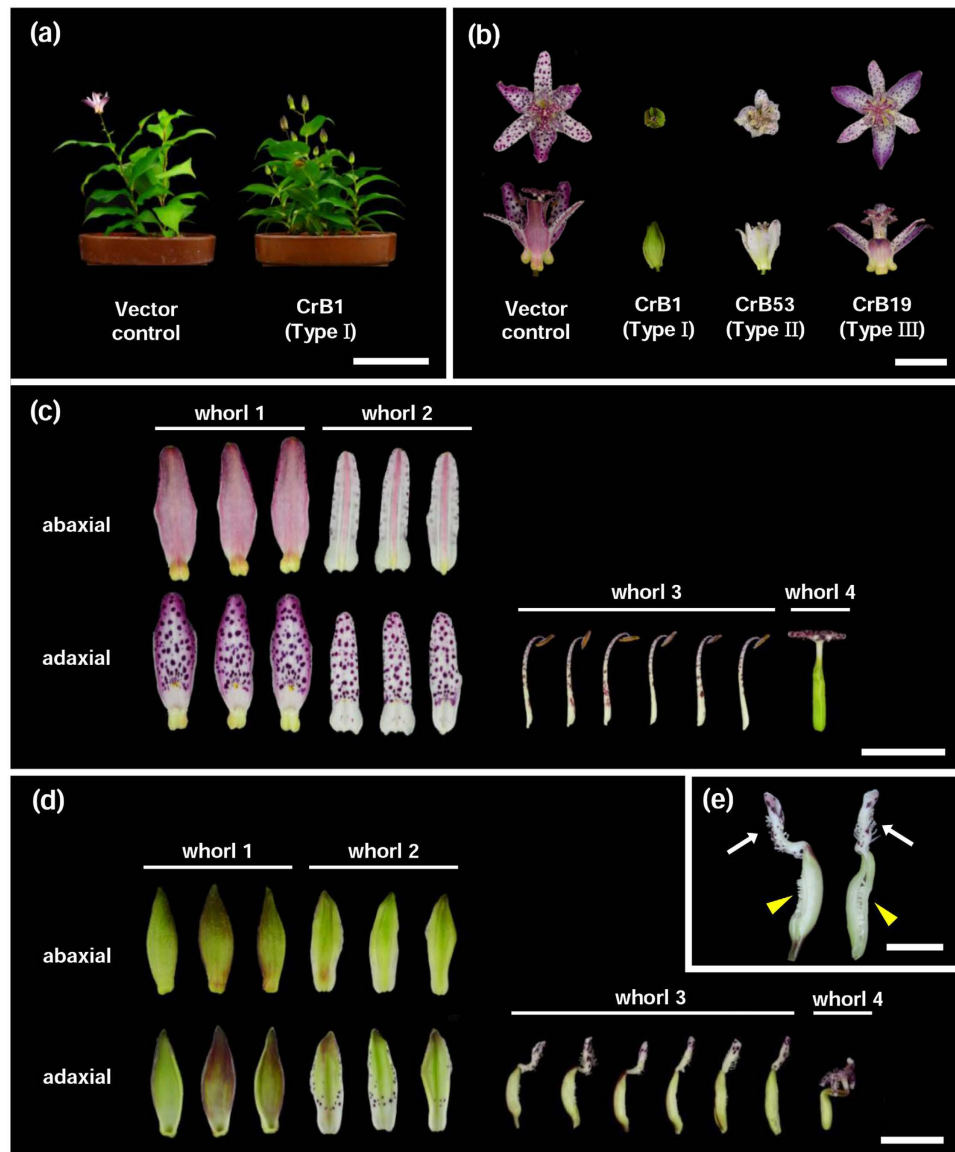 (a)
Vector
control
CrB1
(Type I)
(b)
Vector
control
CrB1
(Type I)
CrB53
(Type II)
CrB19
(Type III)
(c)
whorl 1
whorl 2
abaxial
whorl 3
whorl 4
adaxial
(d)
whorl 1
whorl 2
abaxial
(e)
whorl 3
whorl 4
adaxial